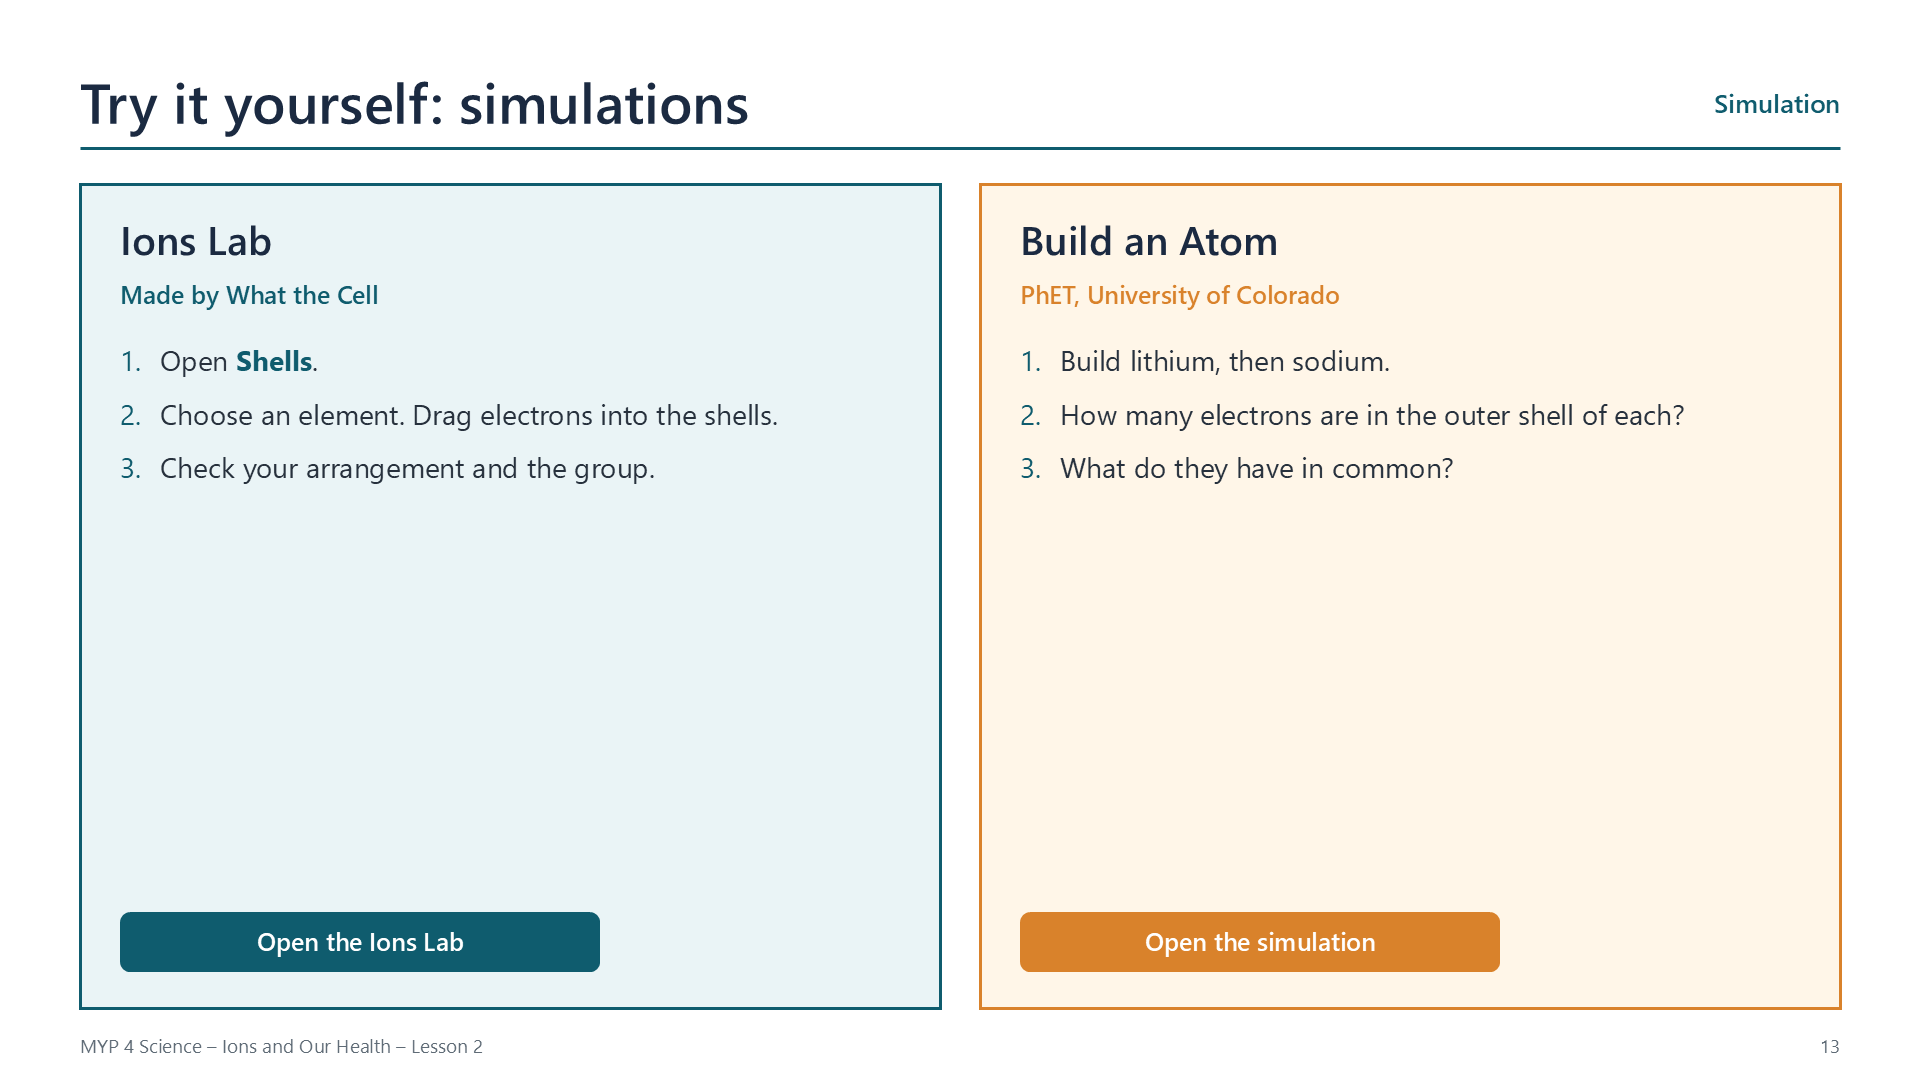 Try it yourself: simulations
Simulation
Ions Lab
Made by What the Cell
1. Open Shells.
2. Choose an element. Drag electrons into the shells.
3. Check your arrangement and the group.
Open the Ions Lab
Build an Atom
PhET, University of Colorado
1. Build lithium, then sodium.
2. How many electrons are in the outer shell of each?
3. What do they have in common?
Open the simulation
MYP 4 Science – Ions and Our Health – Lesson 2
13